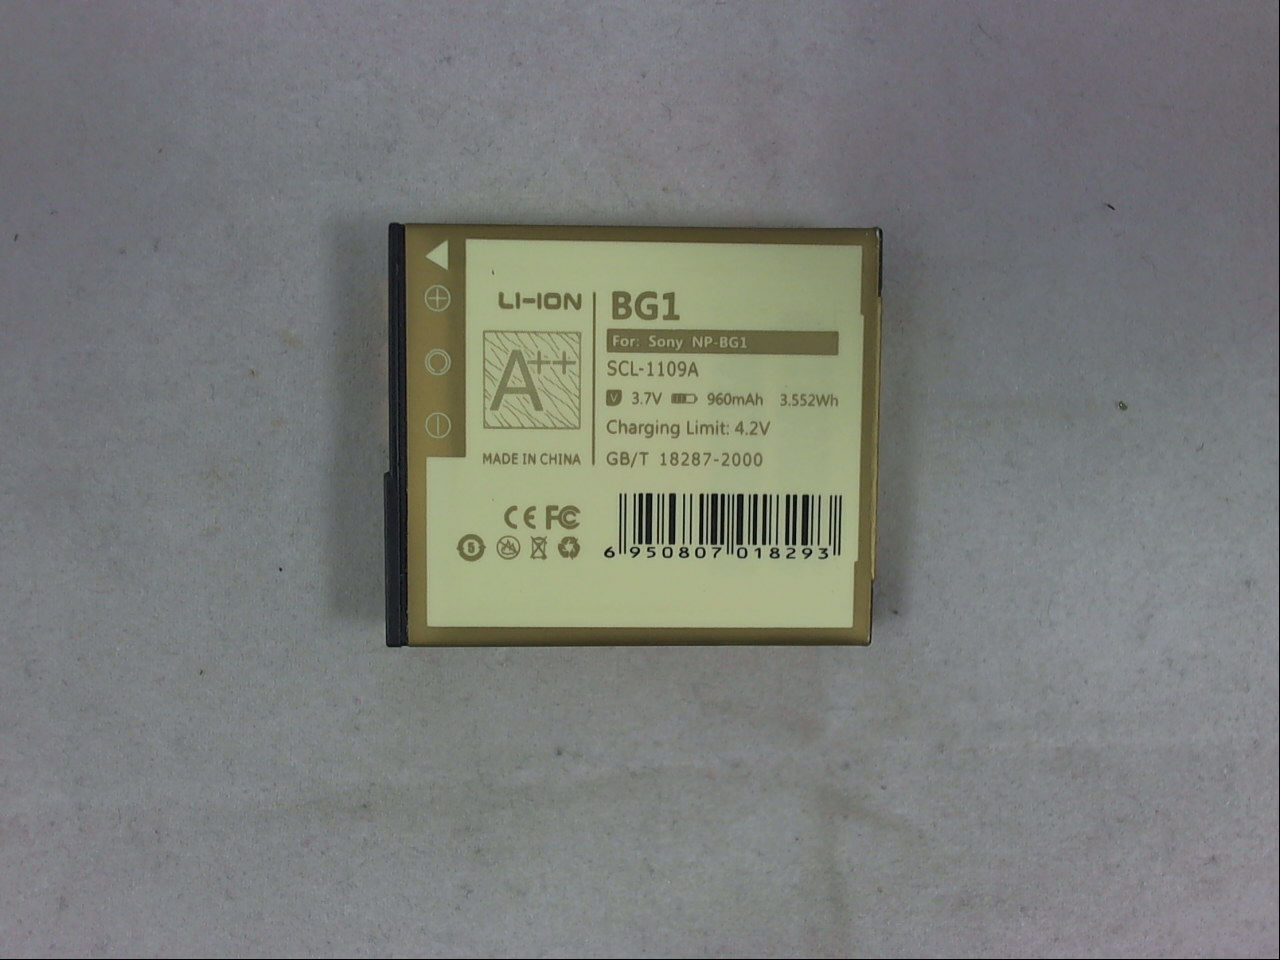 LI-ION
A++
MADE IN CHINA
BG1
For: Sony NP-BG1
SCL-1109A
V 3.7V 960mAh 3.552Wh
Charging Limit: 4.2V
GB/T 18287-2000
CE FC
5
6 950807 018293